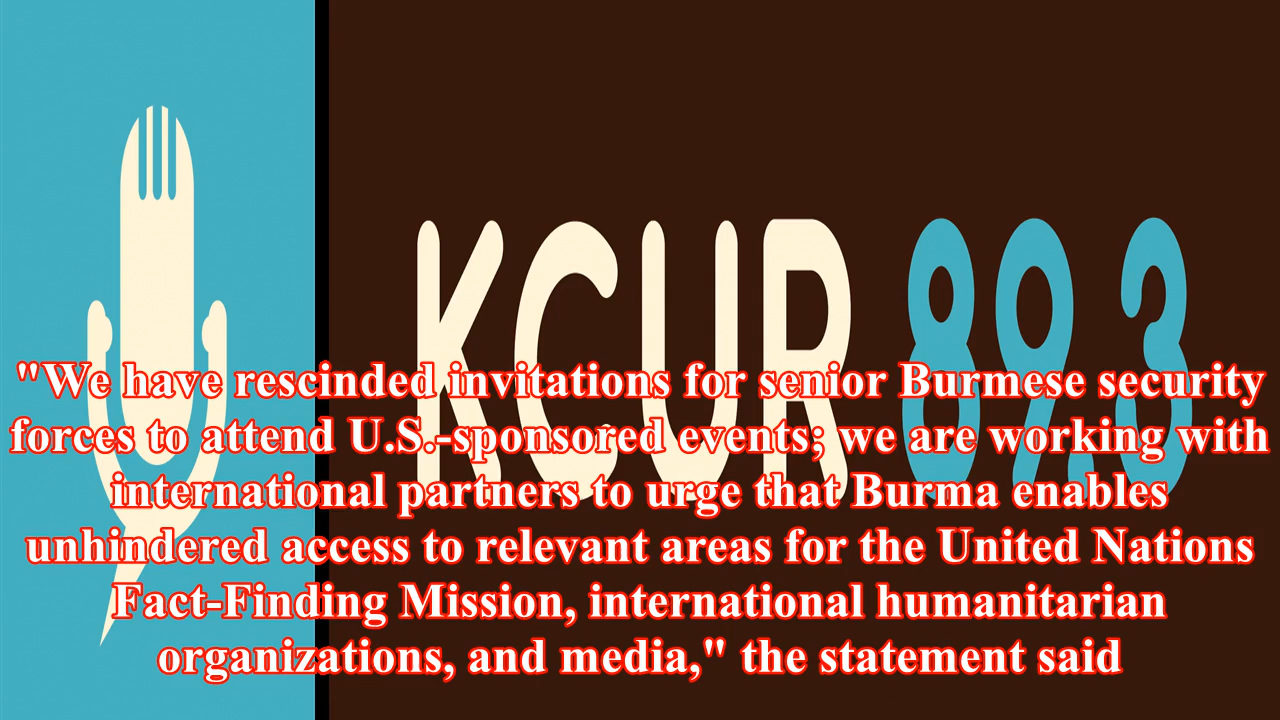 KCUR 89.3
"We have rescinded invitations for senior Burmese security
forces to attend U.S.-sponsored events; we are working with
international partners to urge that Burma enables
unhindered access to relevant areas for the United Nations
Fact-Finding Mission, international humanitarian
organizations, and media," the statement said